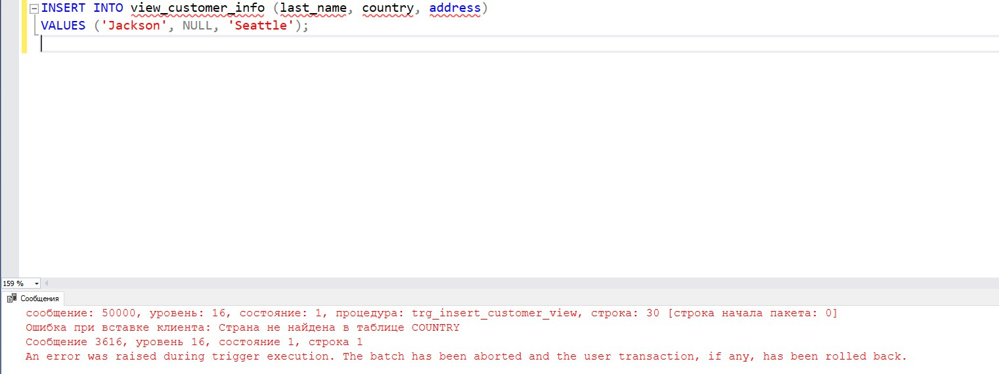 INSERT INTO view_customer_info (last_name, country, address)
VALUES ('Jackson', NULL, 'Seattle');
159 %
Сообщения
сообщение: 50000, уровень: 16, состояние: 1, процедура: trg_insert_customer_view, строка: 30 [строка начала пакета: 0]
Ошибка при вставке клиента: Страна не найдена в таблице COUNTRY
Сообщение 3616, уровень 16, состояние 1, строка 1
An error was raised during trigger execution. The batch has been aborted and the user transaction, if any, has been rolled back.